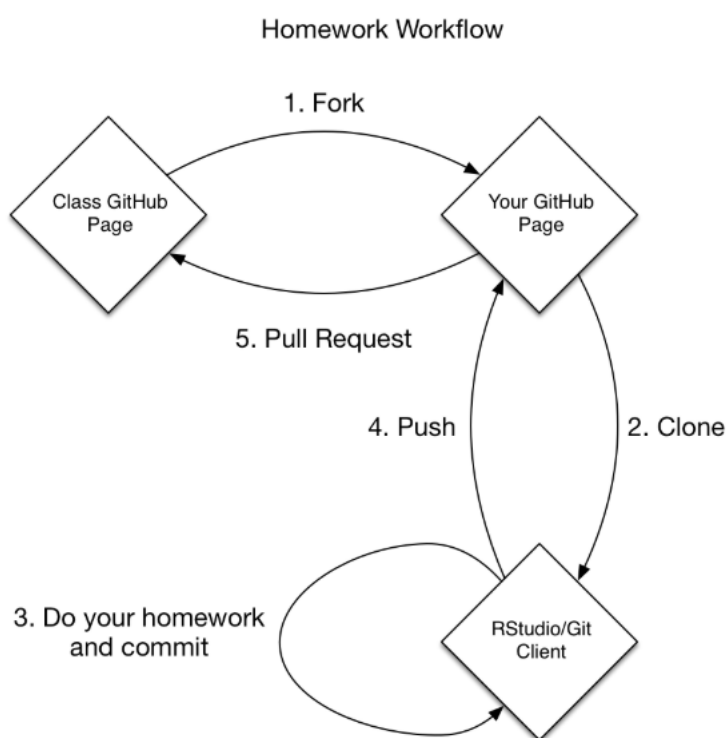 Homework Workflow
1. Fork
Class GitHub
Page
Your GitHub
Page
5. Pull Request
4. Push
2. Clone
3. Do your homework
and commit
RStudio/Git
Client